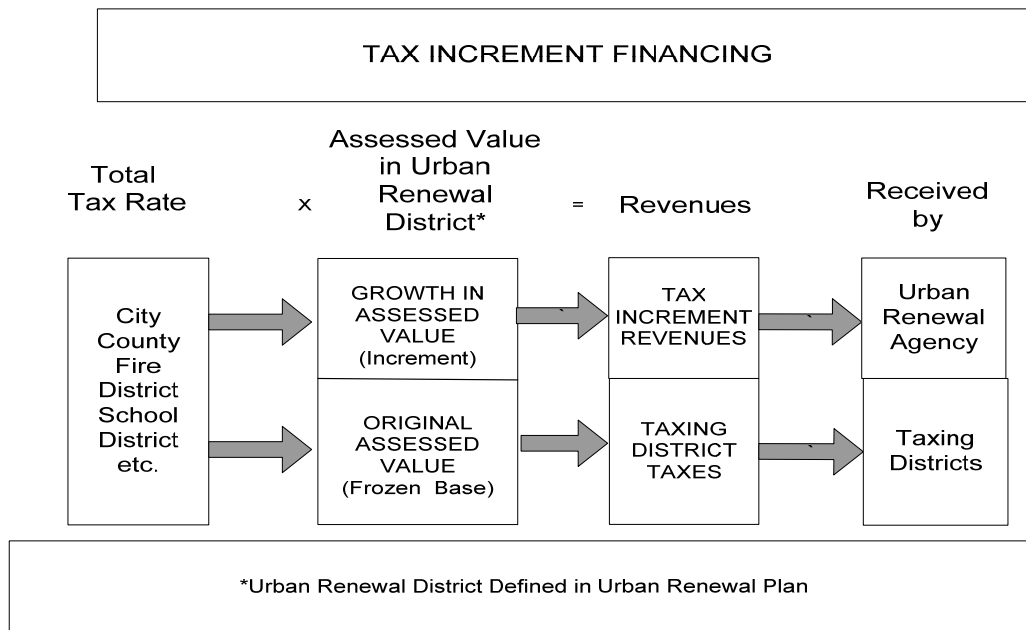 TAX INCREMENT FINANCING
Total
Tax Rate
x
Assessed Value
in Urban
Renewal
District*
=
Revenues
Received
by
City
County
Fire
District
School
District
etc.
GROWTH IN
ASSESSED
VALUE
(Increment)
TAX
INCREMENT
REVENUES
Urban
Renewal
Agency
ORIGINAL
ASSESSED
VALUE
(Frozen Base)
TAXING
DISTRICT
TAXES
Taxing
Districts
*Urban Renewal District Defined in Urban Renewal Plan